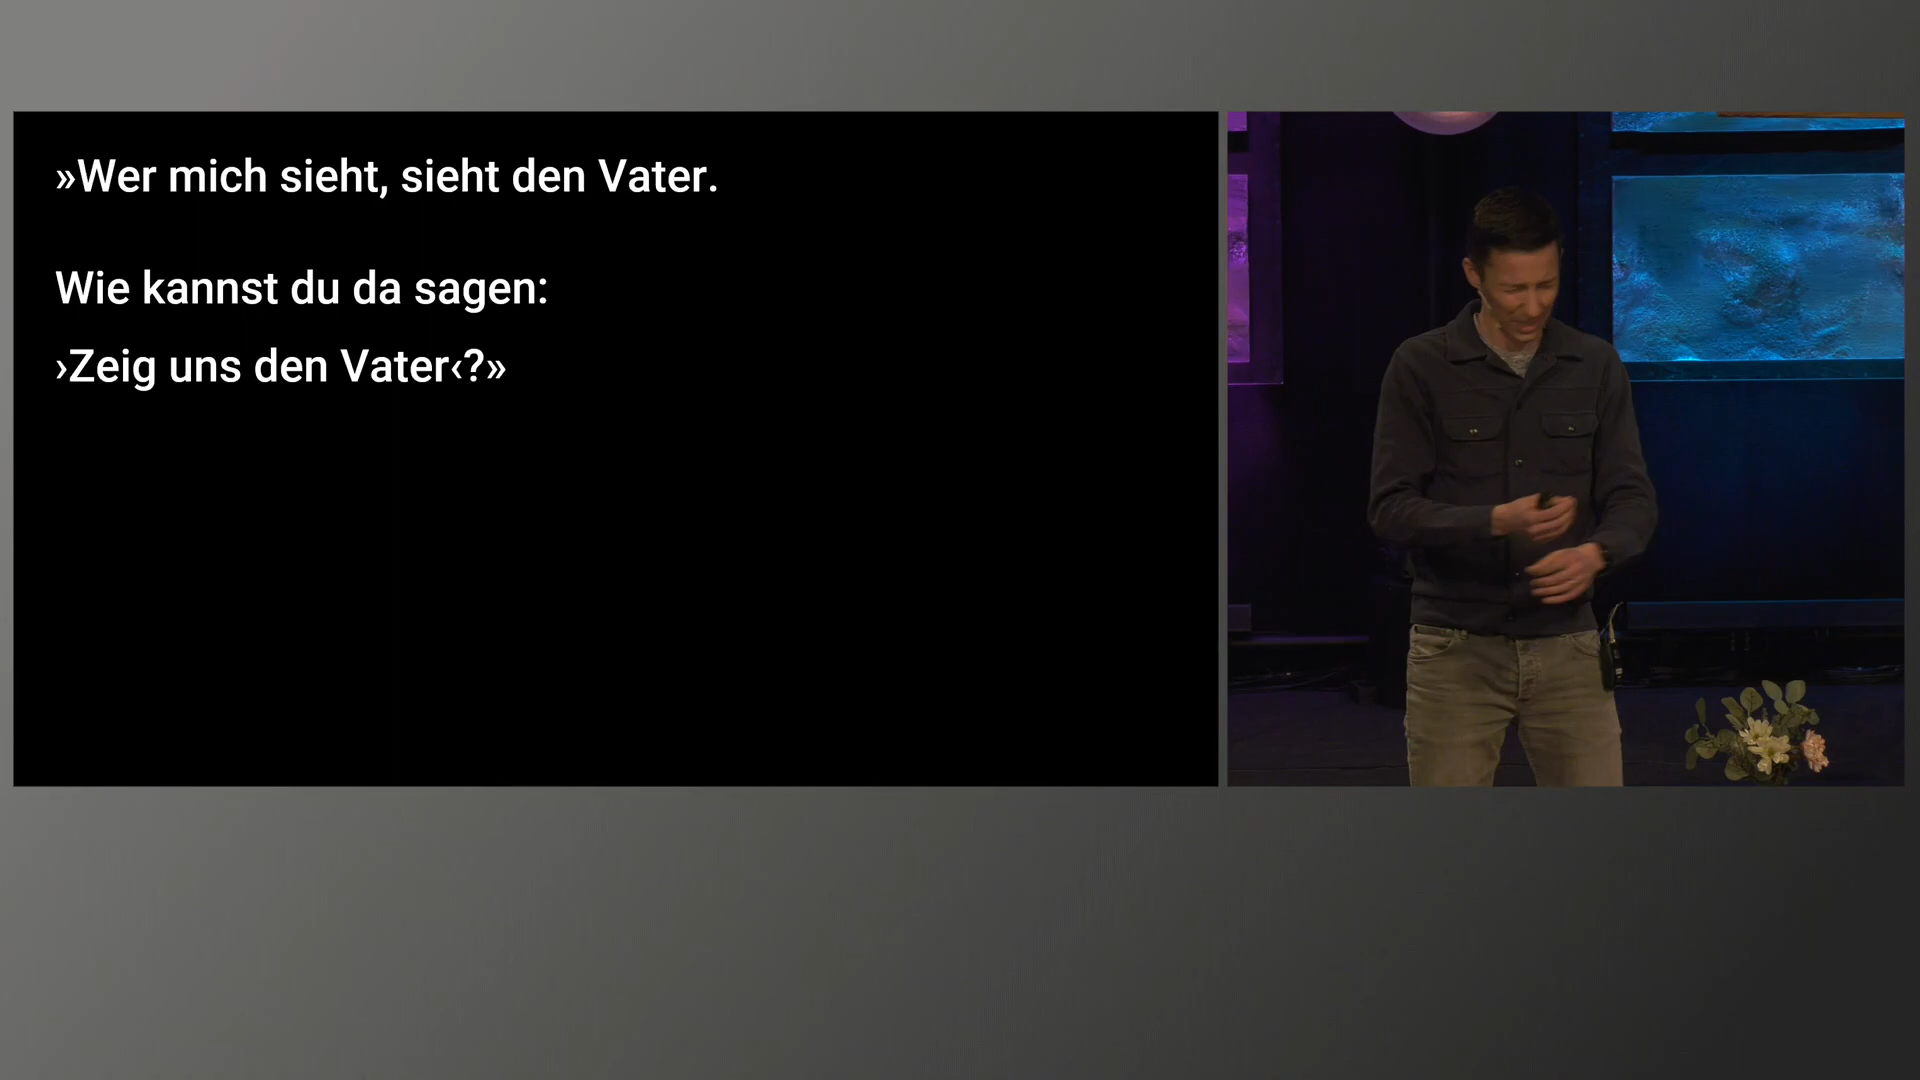 »Wer mich sieht, sieht den Vater.
Wie kannst du da sagen:
›Zeig uns den Vater‹?»